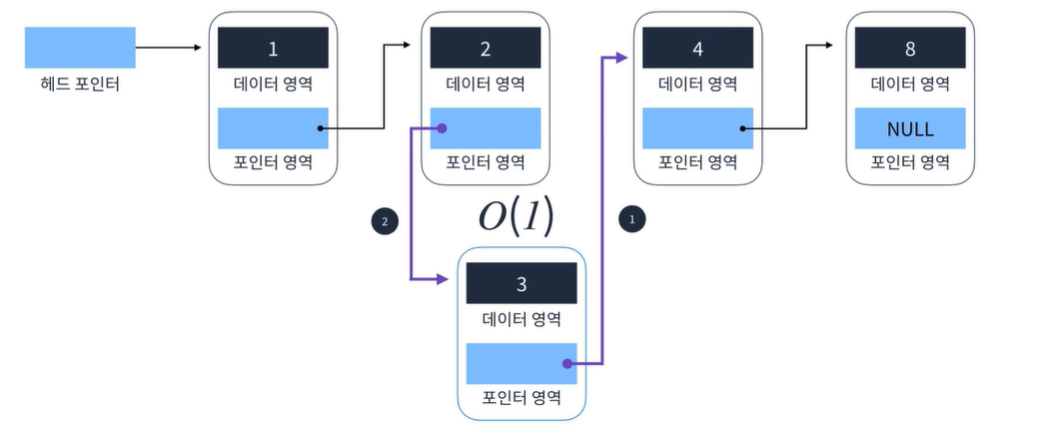 1
2
4
8
헤드 포인터
데이터 영역
데이터 영역
데이터 영역
데이터 영역
NULL
포인터 영역
포인터 영역
포인터 영역
포인터 영역
2
O(1)
1
3
데이터 영역
포인터 영역